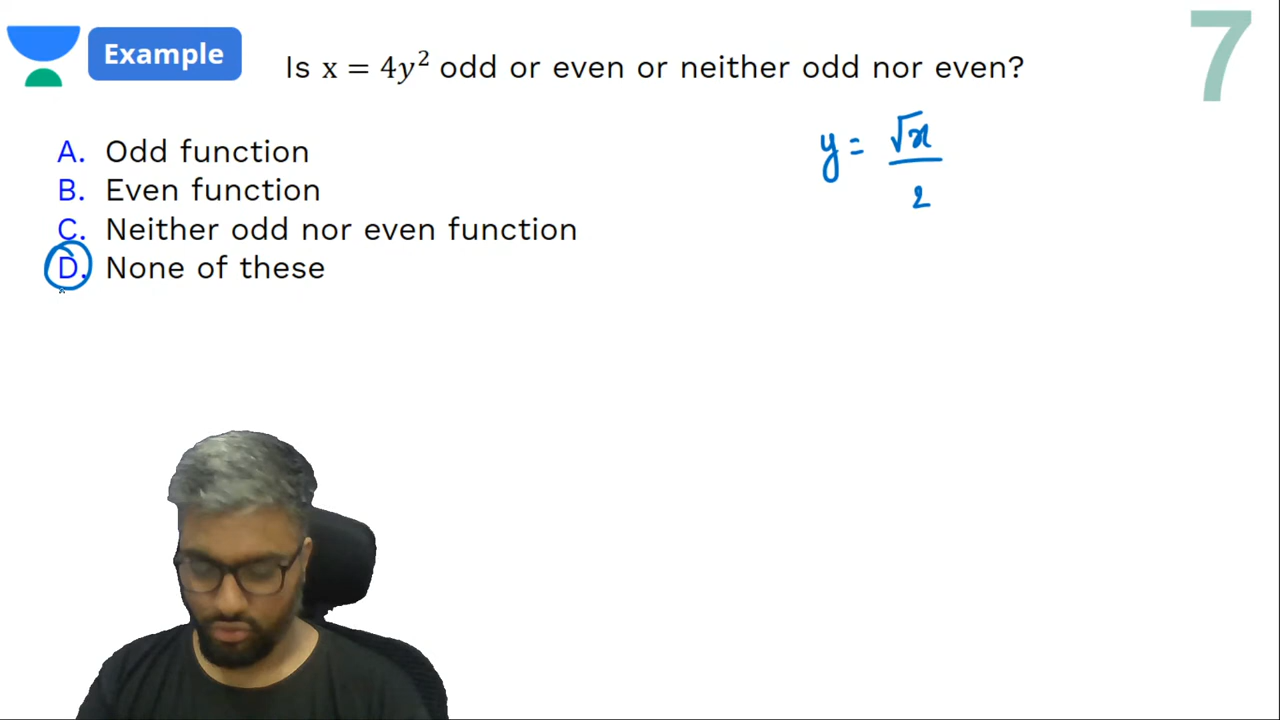 Example
Is x = 4y² odd or even or neither odd nor even?
7
y = √x / 2
A. Odd function
B. Even function
C. Neither odd nor even function
D. None of these